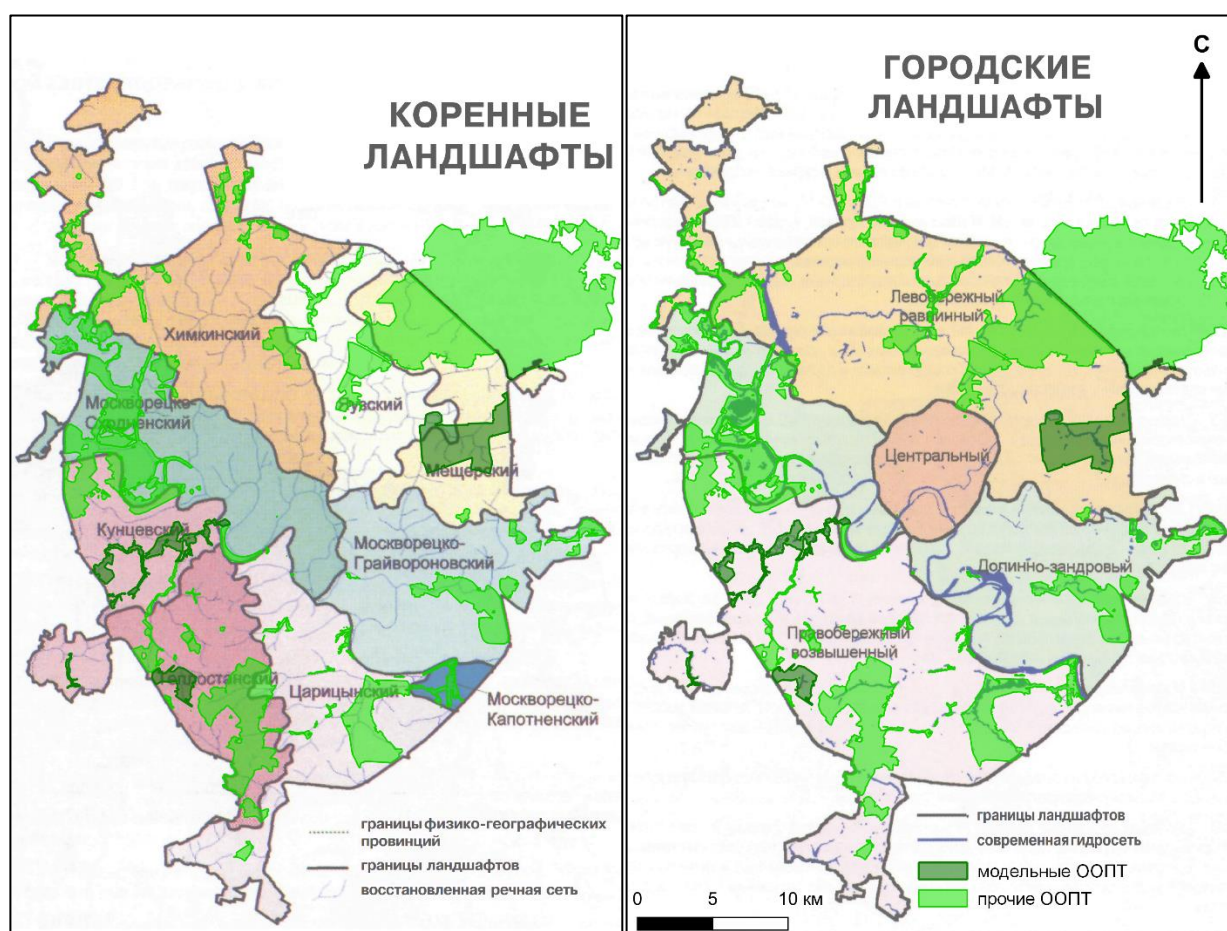 КОРЕННЫЕ
ЛАНДШАФТЫ
Химкинский
Москворецко-
Сходненский
Яузский
Мещерский
Кунцевский
Москворецко-
Грайвороновский
Теплостанский
Царицынский
Москворецко-
Капотненский
границы физико-географических
провинций
границы ландшафтов
восстановленная речная сеть
ГОРОДСКИЕ
ЛАНДШАФТЫ
С
Левобережный
равнинный
Центральный
Долинно-зандровый
Правобережный
возвышенный
границы ландшафтов
современная гидросеть
модельные ООПТ
прочие ООПТ
0 5 10 км